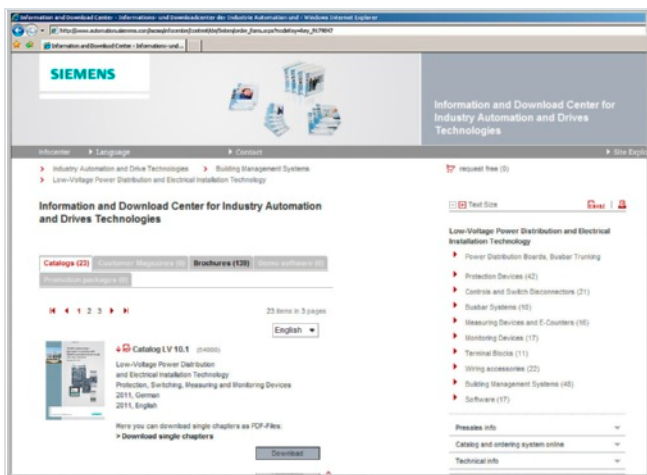 Information and Download Center - Informations- und Downloadcenter der Industrie Automation und - Windows Internet Explorer
Information and Download Center - Informations- und...
SIEMENS
Information and Download Center for
Industry Automation and Drives
Technologies
Infocenter
Language
Contact
Site Explo
Industry Automation and Drive Technologies
Building Management Systems
Low-Voltage Power Distribution and Electrical Installation Technology
request free (0)
Information and Download Center for Industry Automation
and Drives Technologies
Text Size
Low-Voltage Power Distribution and Electrical
Installation Technology
Power Distribution Boards, Busbar Trunking
Protection Devices (42)
Controls and Switch Disconnectors (21)
Busbar Systems (10)
Measuring Devices and E-Counters (16)
Monitoring Devices (17)
Terminal Blocks (11)
Wiring accessories (22)
Building Management Systems (45)
Software (17)
Catalogs (23) Customer Magazines (0) Brochures (139) Demo software (0)
Promotion packages (0)
1 2 3
23 items in 3 pages
English
Catalog LV 10.1
Low-Voltage Power Distribution
and Electrical Installation Technology
Protection, Switching, Measuring and Monitoring Devices
2011, German
2011, English
Here you can download single chapters as PDF-Files:
> Download single chapters
Download
Presales info
Catalog and ordering system online
Technical info